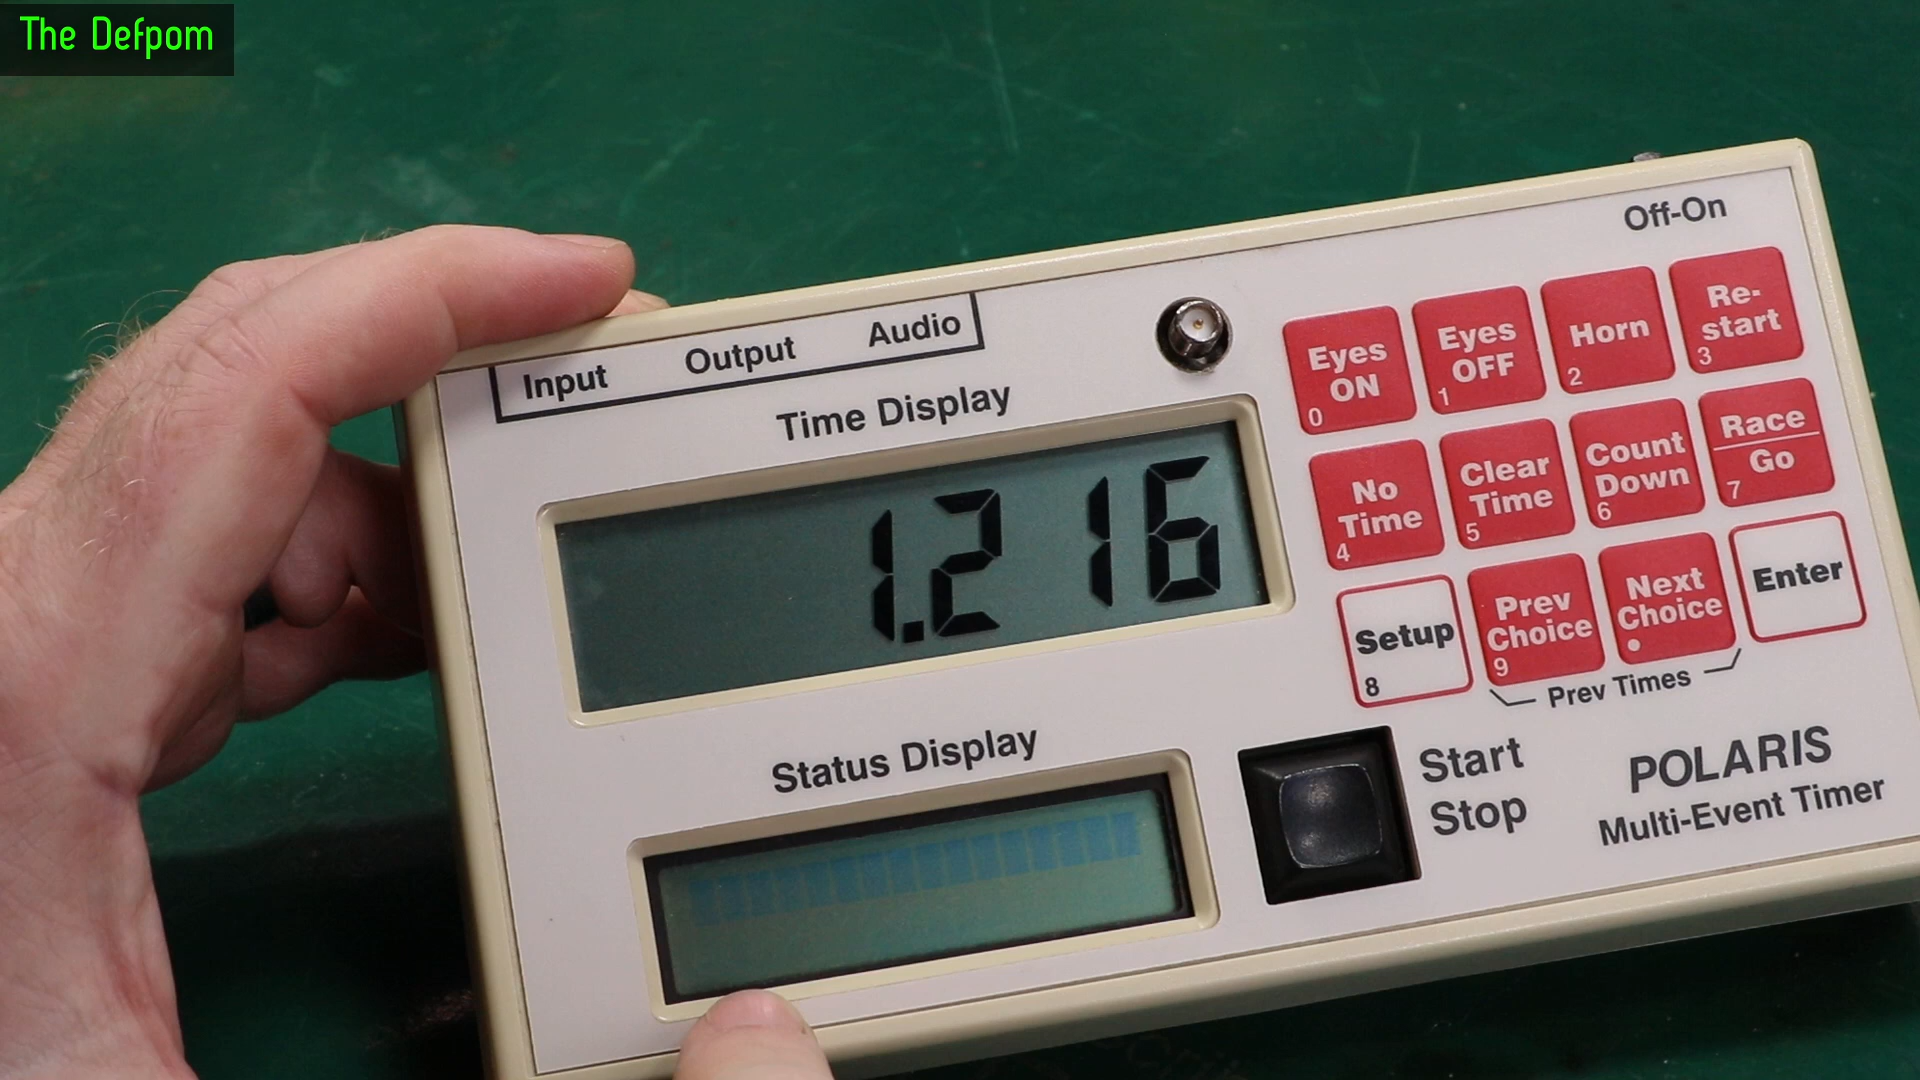 The Defpom
Off-On
Input Output Audio
Time Display
1.216
Eyes
ON
0
Eyes
OFF
1
Horn
2
Re-
start
3
No
Time
4
Clear
Time
5
Count
Down
6
Race
Go
7
Setup
8
Prev
Choice
9
Next
Choice
Enter
Prev Times
Status Display
Start
Stop
POLARIS
Multi-Event Timer